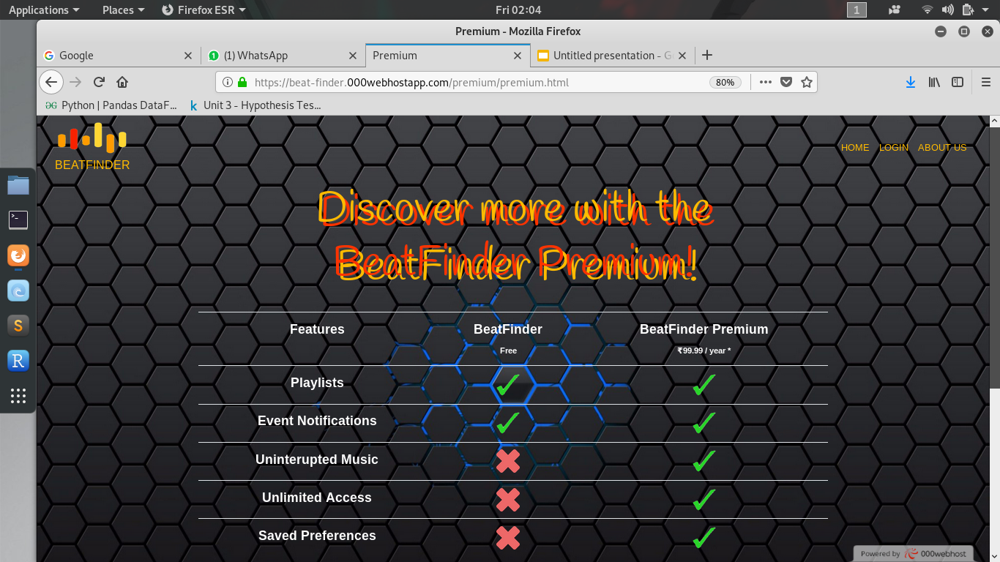 Applications Places Firefox ESR Fri 02:04 1
Premium - Mozilla Firefox
Google (1) WhatsApp Premium Untitled presentation - G
https://beat-finder.000webhostapp.com/premium/premium.html 80%
Python | Pandas DataF... Unit 3 - Hypothesis Tes...
BEATFINDER
HOME LOGIN ABOUT US
Discover more with the
BeatFinder Premium!
Features BeatFinder BeatFinder Premium
Free ₹99.99 / year *
Playlists
Event Notifications
Uninterupted Music
Unlimited Access
Saved Preferences
Powered by 000webhost